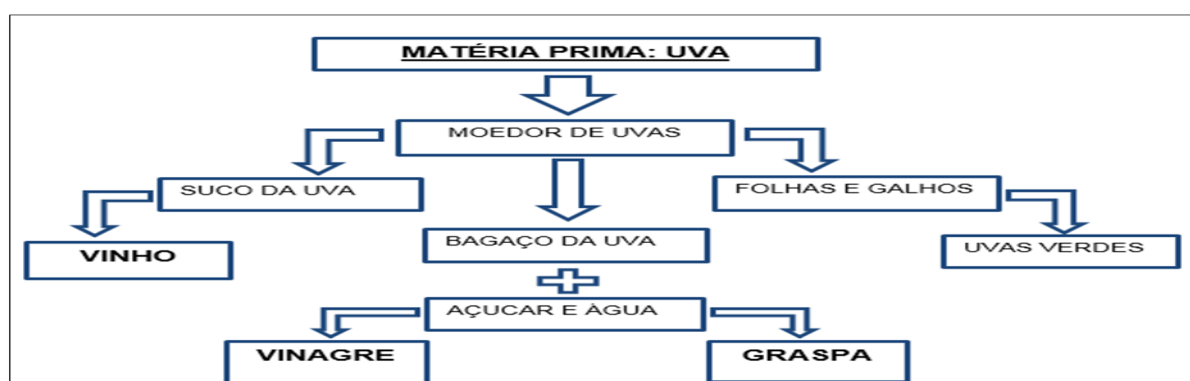 MATÉRIA PRIMA: UVA
MOEDOR DE UVAS
SUCO DA UVA
FOLHAS E GALHOS
VINHO
BAGAÇO DA UVA
UVAS VERDES
AÇUCAR E ÀGUA
VINAGRE
GRASPA